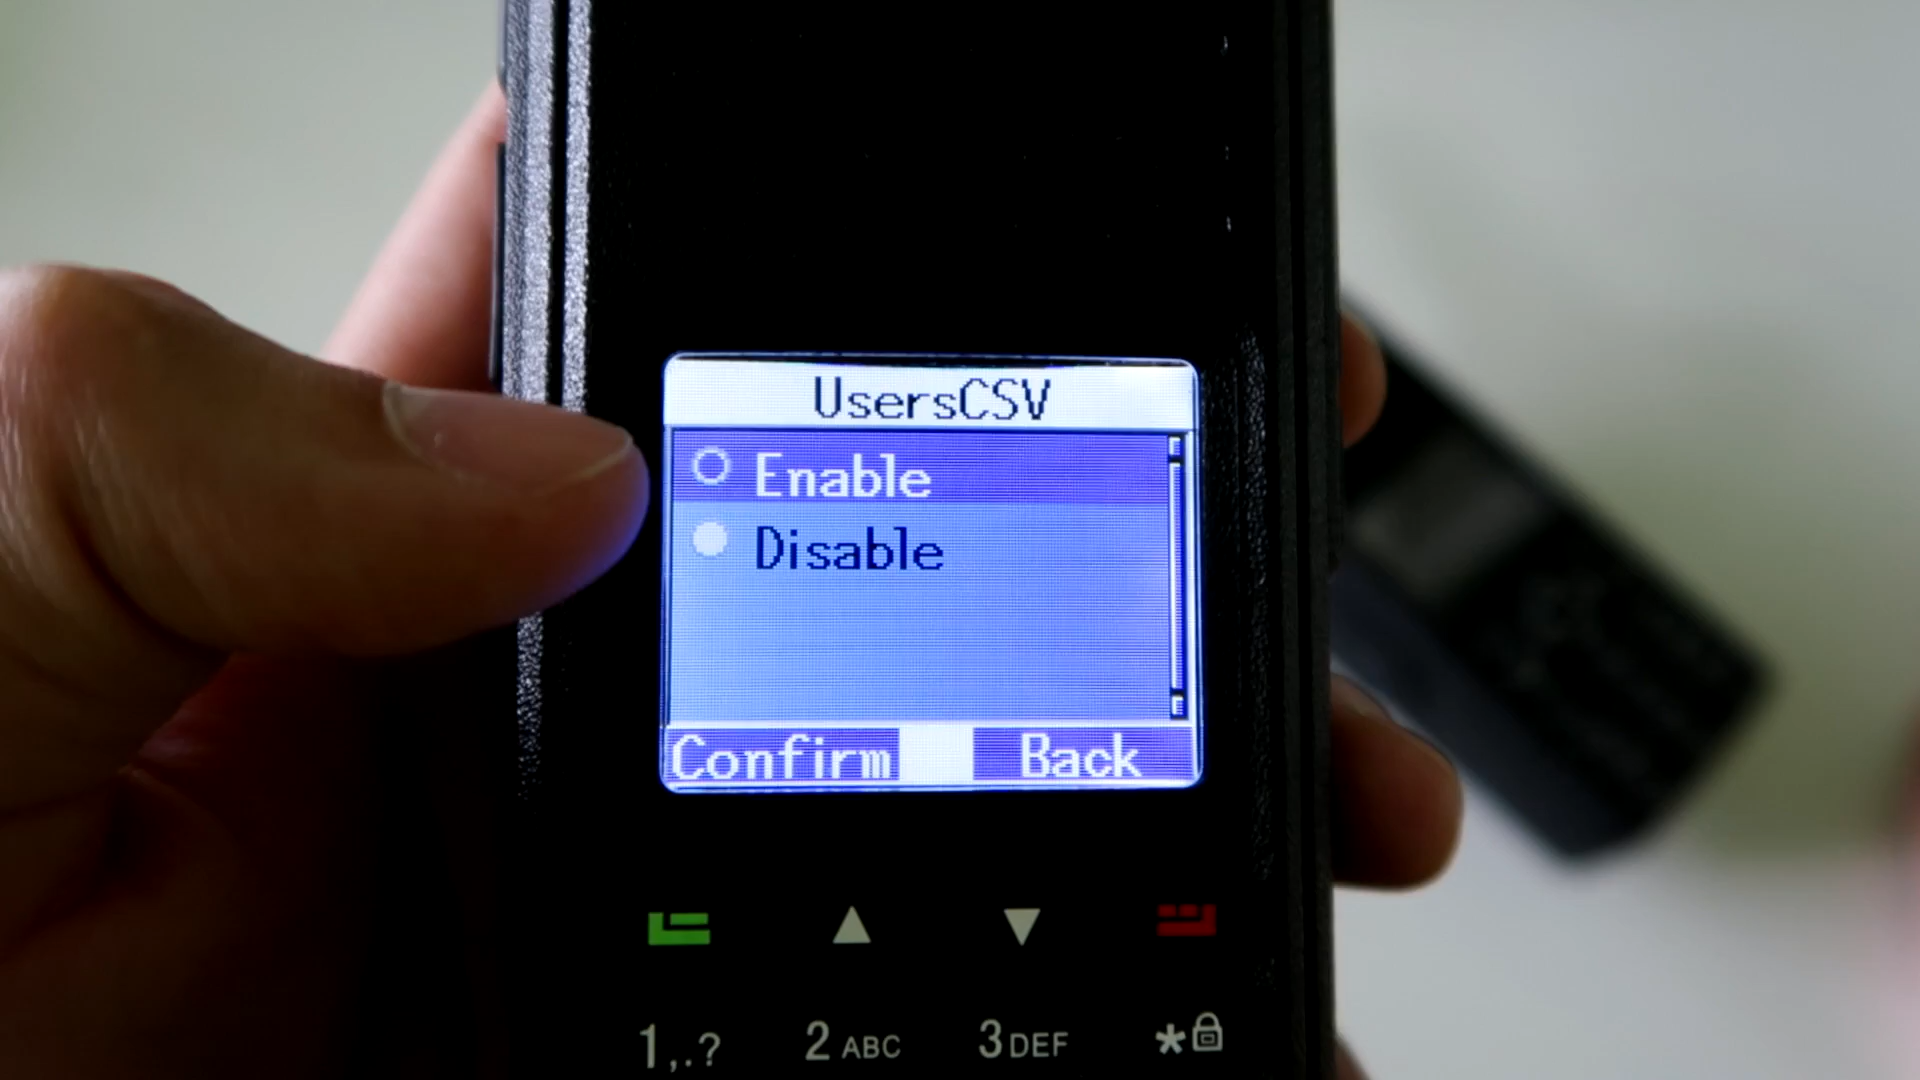 UsersCSV
Enable
Disable
Confirm Back
1,.? 2 ABC 3 DEF *